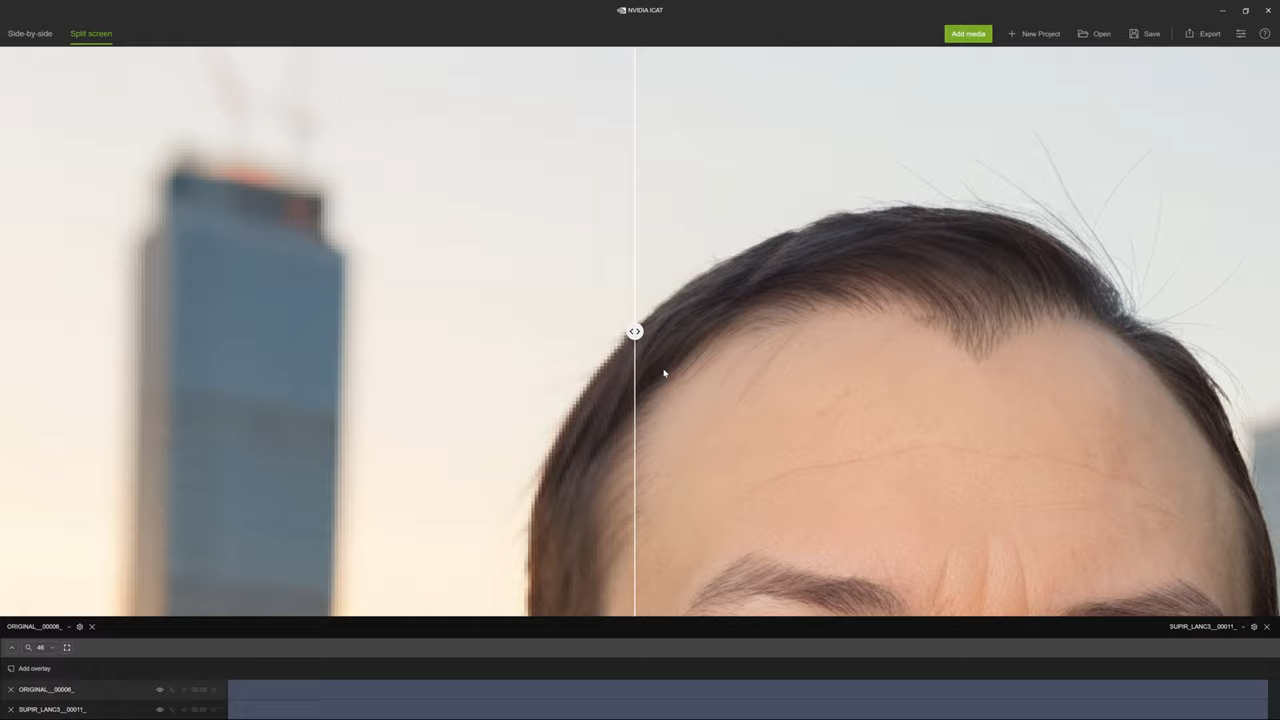 NVIDIA ICAT
Side-by-side
Split screen
Add media
New Project
Open
Save
Export
ORIGINAL__00006_
SUPIR_LANC3__00011_
46
Add overlay
ORIGINAL__00006_
SUPIR_LANC3__00011_